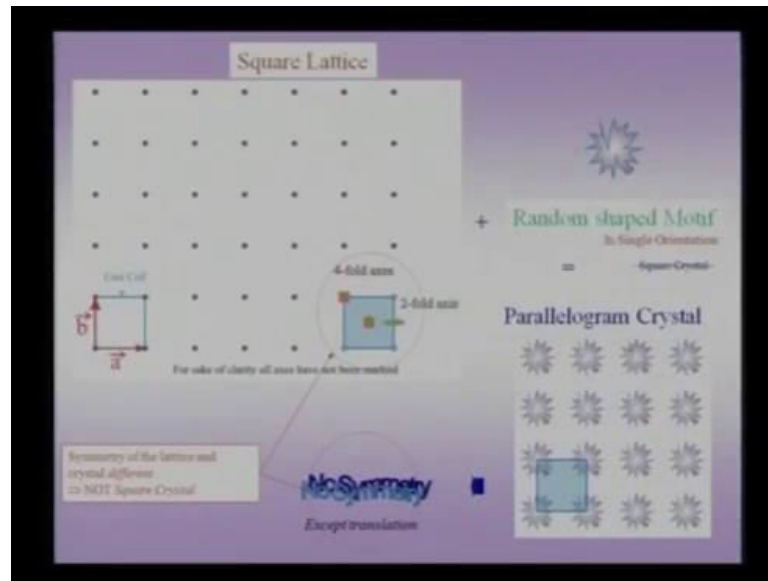 Square Lattice
+
Random shaped Motif
In Single Orientation
=
Square Crystal
4-fold axes
Unit Cell
2-fold axis
b
a
Parallelogram Crystal
For sake of clarity all axes have not been marked
Symmetry of the lattice and
crystal different
⇒ NOT Square Crystal
No Symmetry
Except translation